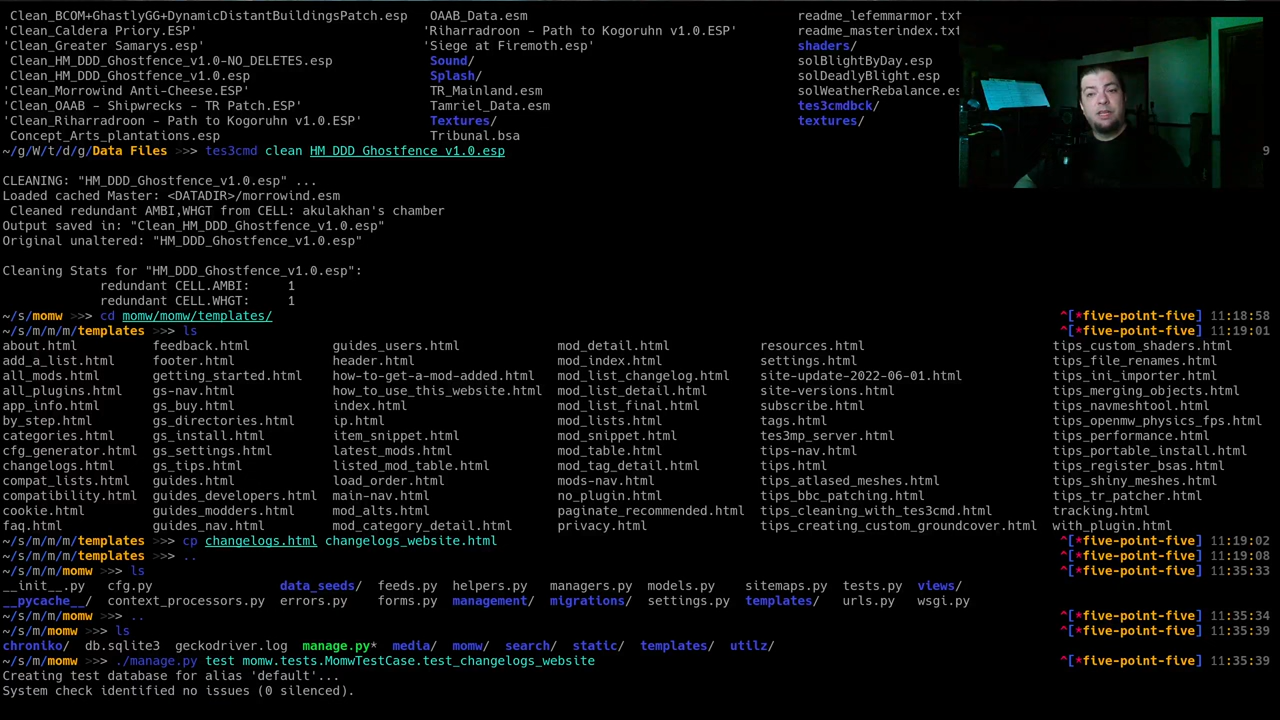 Clean_BCOM+GhastlyGG+DynamicDistantBuildingsPatch.esp OAAB_Data.esm readme_lefemmarmor.txt
'Clean_Caldera Priory.ESP' 'Riharradroon - Path to Kogoruhn v1.0.ESP' readme_masterindex.txt
'Clean_Greater Samarys.esp' 'Siege at Firemoth.esp' shaders/
Clean_HM_DDD_Ghostfence_v1.0-NO_DELETES.esp Sound/ solBlightByDay.esp
Clean_HM_DDD_Ghostfence_v1.0.esp Splash/ solDeadlyBlight.esp
'Clean_Morrowind Anti-Cheese.ESP' TR_Mainland.esm solWeatherRebalance.es
'Clean_OAAB - Shipwrecks - TR Patch.ESP' Tamriel_Data.esm tes3cmdbck/
'Clean_Riharradroon - Path to Kogoruhn v1.0.ESP' Textures/ textures/
Concept_Arts_plantations.esp Tribunal.bsa
~/g/W/t/d/g/Data Files >>> tes3cmd clean HM_DDD_Ghostfence_v1.0.esp 9
CLEANING: "HM_DDD_Ghostfence_v1.0.esp" ...
Loaded cached Master: <DATADIR>/morrowind.esm
Cleaned redundant AMBI,WHGT from CELL: akulakhan's chamber
Output saved in: "Clean_HM_DDD_Ghostfence_v1.0.esp"
Original unaltered: "HM_DDD_Ghostfence_v1.0.esp"
Cleaning Stats for "HM_DDD_Ghostfence_v1.0.esp":
redundant CELL.AMBI: 1
redundant CELL.WHGT: 1
~/s/momw >>> cd momw/momw/templates/ ^[*five-point-five] 11:18:58
~/s/m/m/m/templates >>> ls ^[*five-point-five] 11:19:01
about.html feedback.html guides_users.html mod_detail.html resources.html tips_custom_shaders.html
add_a_list.html footer.html header.html mod_index.html settings.html tips_file_renames.html
all_mods.html getting_started.html how-to-get-a-mod-added.html mod_list_changelog.html site-update-2022-06-01.html tips_ini_importer.html
all_plugins.html gs-nav.html how_to_use_this_website.html mod_list_detail.html site-versions.html tips_merging_objects.html
app_info.html gs_buy.html index.html mod_list_final.html subscribe.html tips_navmeshtool.html
by_step.html gs_directories.html ip.html mod_lists.html tags.html tips_openmw_physics_fps.html
categories.html gs_install.html item_snippet.html mod_snippet.html tes3mp_server.html tips_performance.html
cfg_generator.html gs_settings.html latest_mods.html mod_table.html tips-nav.html tips_portable_install.html
changelogs.html gs_tips.html listed_mod_table.html mod_tag_detail.html tips.html tips_register_bsas.html
compat_lists.html guides.html load_order.html mods-nav.html tips_atlased_meshes.html tips_shiny_meshes.html
compatibility.html guides_developers.html main-nav.html no_plugin.html tips_bbc_patching.html tips_tr_patcher.html
cookie.html guides_modders.html mod_alts.html paginate_recommended.html tips_cleaning_with_tes3cmd.html tracking.html
faq.html guides_nav.html mod_category_detail.html privacy.html tips_creating_custom_groundcover.html with_plugin.html
~/s/m/m/m/templates >>> cp changelogs.html changelogs_website.html ^[*five-point-five] 11:19:02
~/s/m/m/m/templates >>> .. ^[*five-point-five] 11:19:08
~/s/m/m/momw >>> ls ^[*five-point-five] 11:35:33
__init__.py cfg.py data_seeds/ feeds.py helpers.py managers.py models.py sitemaps.py tests.py views/
__pycache__/ context_processors.py errors.py forms.py management/ migrations/ settings.py templates/ urls.py wsgi.py
~/s/m/m/momw >>> .. ^[*five-point-five] 11:35:34
~/s/m/momw >>> ls ^[*five-point-five] 11:35:39
chroniko/ db.sqlite3 geckodriver.log manage.py* media/ momw/ search/ static/ templates/ utilz/
~/s/m/momw >>> ./manage.py test momw.tests.MomwTestCase.test_changelogs_website ^[*five-point-five] 11:35:39
Creating test database for alias 'default'...
System check identified no issues (0 silenced).